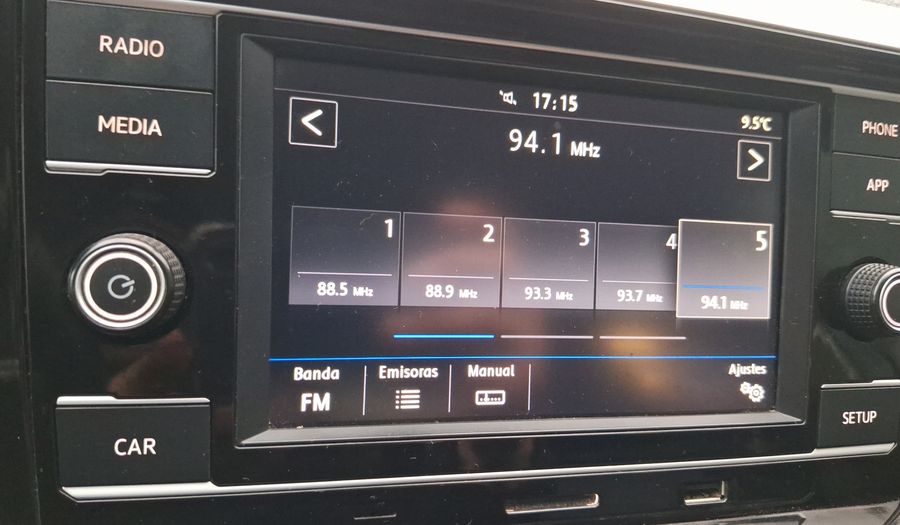 RADIO
MEDIA
CAR
17:15
9.5°C
94.1 MHz
<
>
1
2
3
4
5
88.5 MHz
88.9 MHz
93.3 MHz
93.7 MHz
94.1 MHz
Banda
Emisoras
Manual
Ajustes
FM
PHONE
APP
SETUP